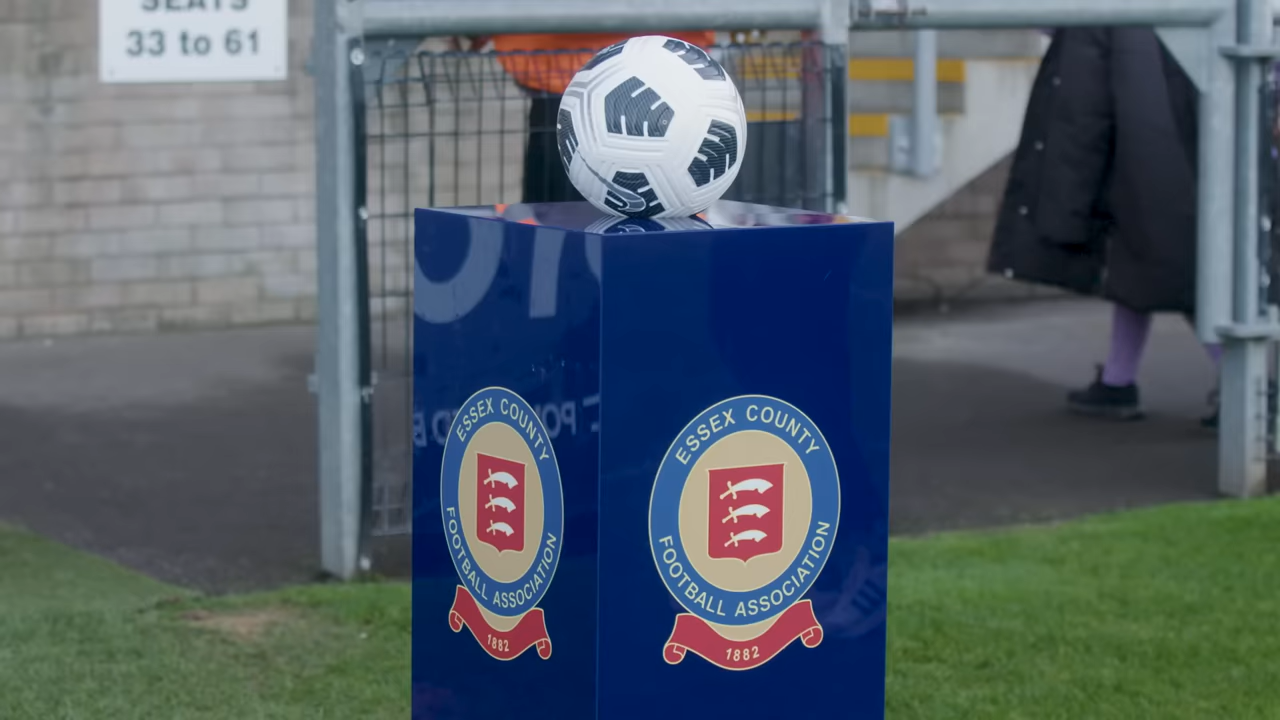 SEATS
33 to 61
ESSEX COUNTY
FOOTBALL ASSOCIATION
1882
ESSEX COUNTY
FOOTBALL ASSOCIATION
1882